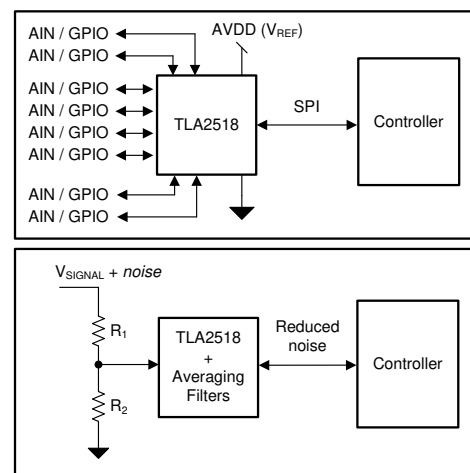 AIN / GPIO
AIN / GPIO
AIN / GPIO
AIN / GPIO
AIN / GPIO
AIN / GPIO
AIN / GPIO
AIN / GPIO
AVDD (VREF)
TLA2518
SPI
Controller
VSIGNAL + noise
R1
R2
TLA2518
+
Averaging
Filters
Reduced
noise
Controller